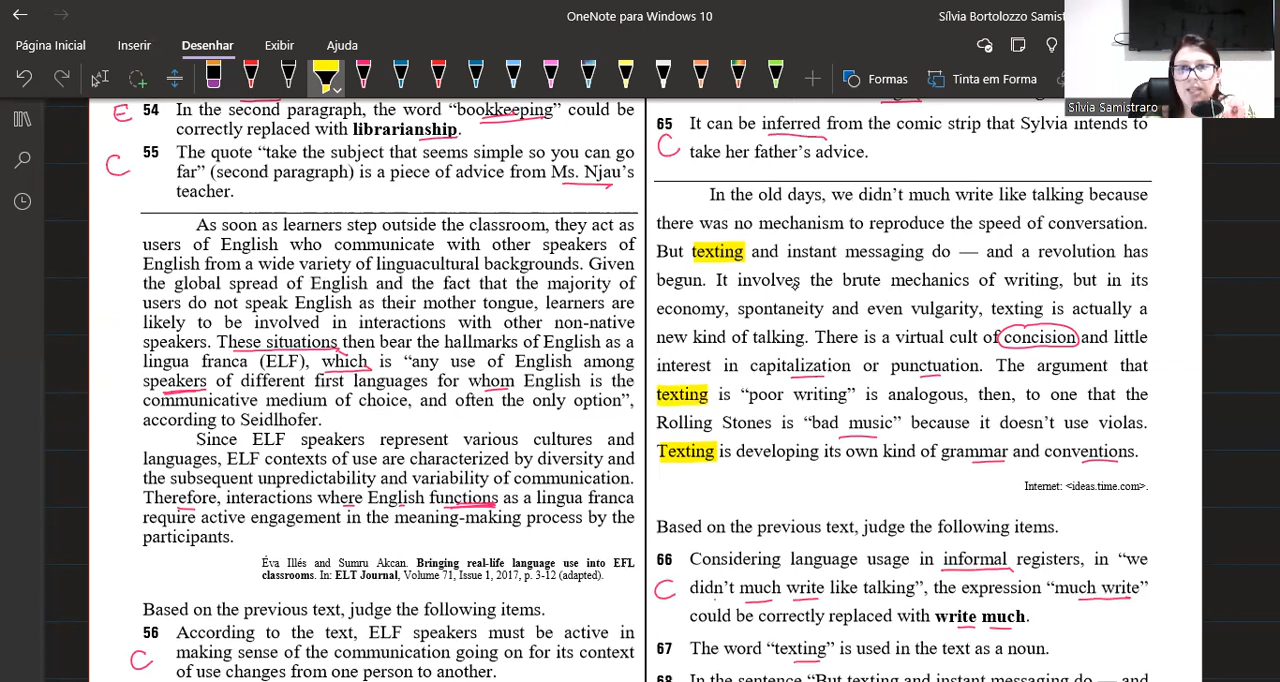 OneNote para Windows 10
Sílvia Bortolozzo Samist
Página Inicial
Inserir
Desenhar
Exibir
Ajuda
Formas
Tinta em Forma
Sílvia Samistraro
E
54 In the second paragraph, the word “bookkeeping” could be
correctly replaced with librarianship.
C
55 The quote “take the subject that seems simple so you can go
far” (second paragraph) is a piece of advice from Ms. Njau’s
teacher.
As soon as learners step outside the classroom, they act as
users of English who communicate with other speakers of
English from a wide variety of linguacultural backgrounds. Given
the global spread of English and the fact that the majority of
users do not speak English as their mother tongue, learners are
likely to be involved in interactions with other non-native
speakers. These situations then bear the hallmarks of English as a
lingua franca (ELF), which is “any use of English among
speakers of different first languages for whom English is the
communicative medium of choice, and often the only option”,
according to Seidlhofer.
Since ELF speakers represent various cultures and
languages, ELF contexts of use are characterized by diversity and
the subsequent unpredictability and variability of communication.
Therefore, interactions where English functions as a lingua franca
require active engagement in the meaning-making process by the
participants.
Éva Illés and Sumru Akcan. Bringing real-life language use into EFL
classrooms. In: ELT Journal, Volume 71, Issue 1, 2017, p. 3-12 (adapted).
Based on the previous text, judge the following items.
C
56 According to the text, ELF speakers must be active in
making sense of the communication going on for its context
of use changes from one person to another.
65 It can be inferred from the comic strip that Sylvia intends to
C
take her father’s advice.
In the old days, we didn’t much write like talking because
there was no mechanism to reproduce the speed of conversation.
But texting and instant messaging do — and a revolution has
begun. It involves the brute mechanics of writing, but in its
economy, spontaneity and even vulgarity, texting is actually a
new kind of talking. There is a virtual cult of concision and little
interest in capitalization or punctuation. The argument that
texting is “poor writing” is analogous, then, to one that the
Rolling Stones is “bad music” because it doesn’t use violas.
Texting is developing its own kind of grammar and conventions.
Internet: <ideas.time.com>.
Based on the previous text, judge the following items.
66 Considering language usage in informal registers, in “we
C
didn’t much write like talking”, the expression “much write”
could be correctly replaced with write much.
67 The word “texting” is used in the text as a noun.
68 In the sentence “But texting and instant messaging do — and